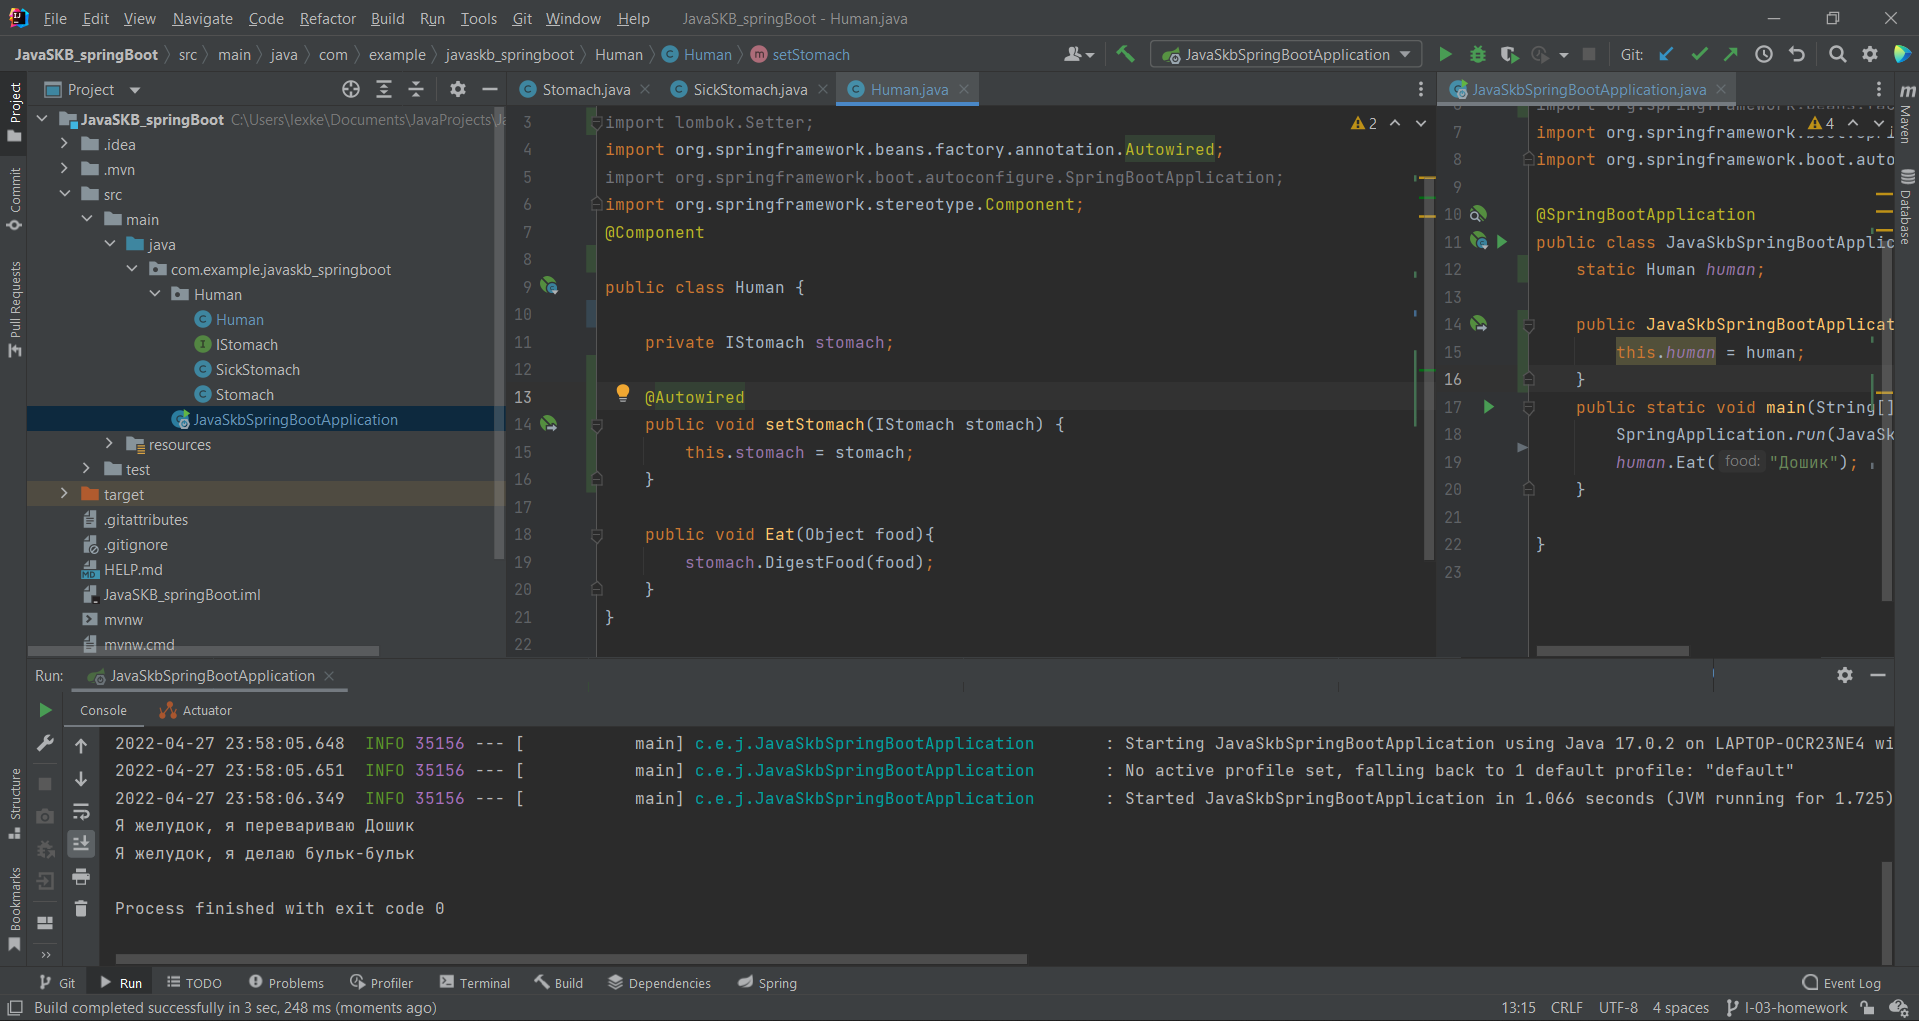 File Edit View Navigate Code Refactor Build Run Tools Git Window Help JavaSKB_springBoot - Human.java
JavaSKB_springBoot src main java com example javaskb_springboot Human Human setStomach
JavaSkbSpringBootApplication Git:
Project
Stomach.java SickStomach.java Human.java JavaSkbSpringBootApplication.java
JavaSKB_springBoot C:\Users\lexke\Documents\JavaProjects\
.idea
.mvn
src
main
java
com.example.javaskb_springboot
Human
Human
IStomach
SickStomach
Stomach
JavaSkbSpringBootApplication
resources
test
target
.gitattributes
.gitignore
HELP.md
JavaSKB_springBoot.iml
mvnw
mvnw.cmd
2
3 import lombok.Setter;
4 import org.springframework.beans.factory.annotation.Autowired;
5 import org.springframework.boot.autoconfigure.SpringBootApplication;
6 import org.springframework.stereotype.Component;
7 @Component
8
9 public class Human {
10
11 private IStomach stomach;
12
13 @Autowired
14 public void setStomach(IStomach stomach) {
15 this.stomach = stomach;
16 }
17
18 public void Eat(Object food){
19 stomach.DigestFood(food);
20 }
21 }
22
4
7 import org.springframework.boot.
8 import org.springframework.boot.auto
9
10 @SpringBootApplication
11 public class JavaSkbSpringBootApplic
12 static Human human;
13
14 public JavaSkbSpringBootApplicat
15 this.human = human;
16 }
17 public static void main(String[]
18 SpringApplication.run(JavaSk
19 human.Eat( food: "Дошик");
20 }
21
22 }
23
Project
Commit
Pull Requests
Structure
Bookmarks
Maven
Database
Run: JavaSkbSpringBootApplication
Console Actuator
2022-04-27 23:58:05.648 INFO 35156 --- [ main] c.e.j.JavaSkbSpringBootApplication : Starting JavaSkbSpringBootApplication using Java 17.0.2 on LAPTOP-OCR23NE4 wi
2022-04-27 23:58:05.651 INFO 35156 --- [ main] c.e.j.JavaSkbSpringBootApplication : No active profile set, falling back to 1 default profile: "default"
2022-04-27 23:58:06.349 INFO 35156 --- [ main] c.e.j.JavaSkbSpringBootApplication : Started JavaSkbSpringBootApplication in 1.066 seconds (JVM running for 1.725)
Я желудок, я перевариваю Дошик
Я желудок, я делаю бульк-бульк
Process finished with exit code 0
Git Run TODO Problems Profiler Terminal Build Dependencies Spring Event Log
Build completed successfully in 3 sec, 248 ms (moments ago) 13:15 CRLF UTF-8 4 spaces l-03-homework